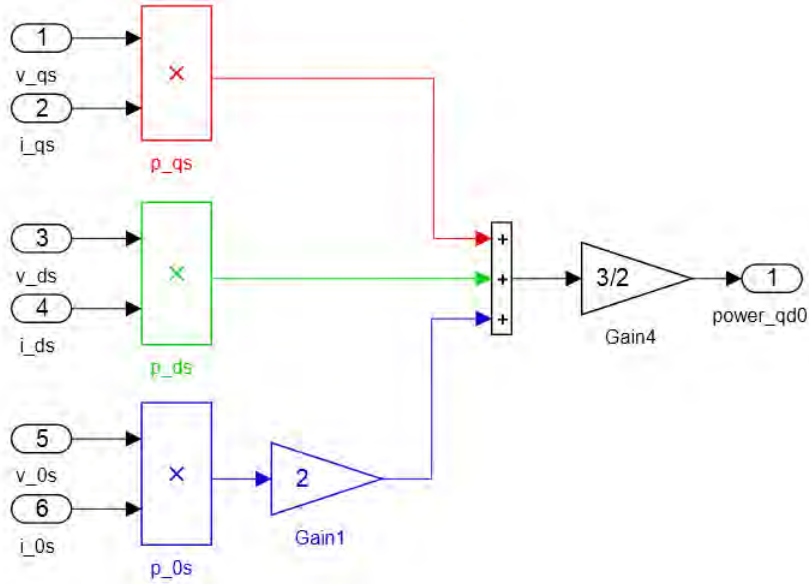 1
v_qs
2
i_qs
×
p_qs
3
v_ds
4
i_ds
×
p_ds
5
v_0s
6
i_0s
×
p_0s
2
Gain1
+
+
+
3/2
Gain4
1
power_qd0